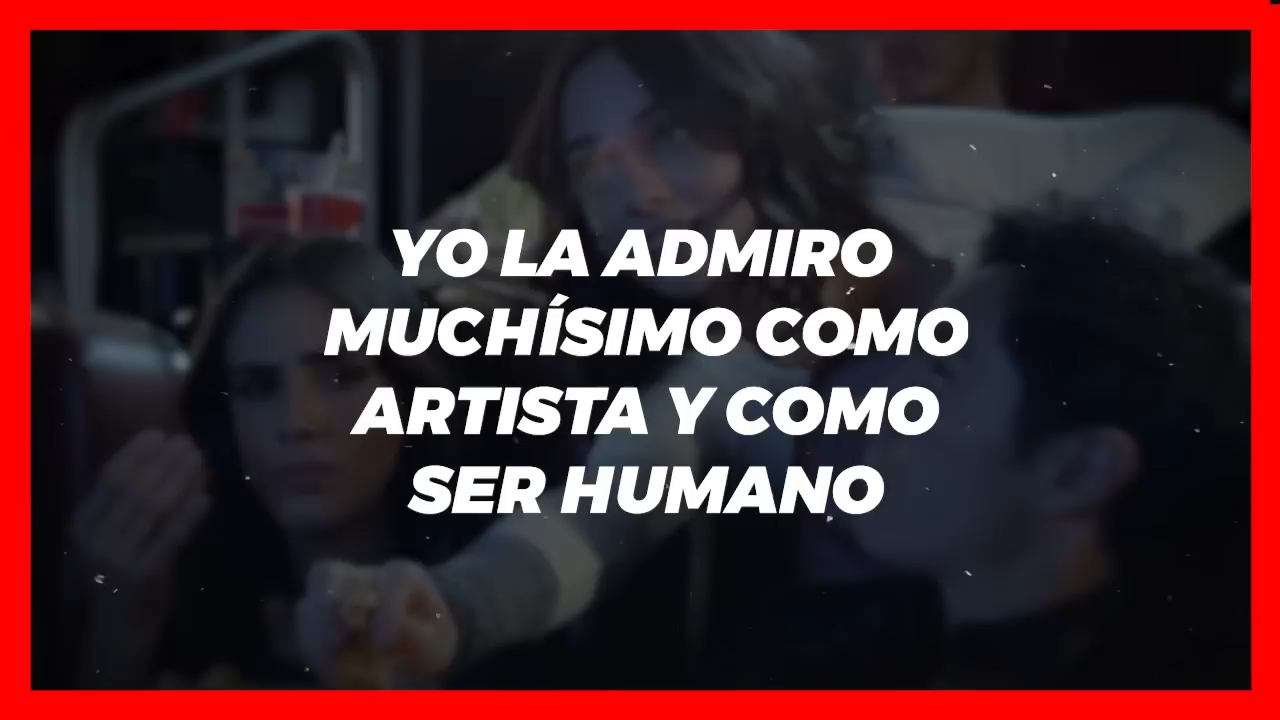 YO LA ADMIRO
MUCHÍSIMO COMO
ARTISTA Y COMO
SER HUMANO